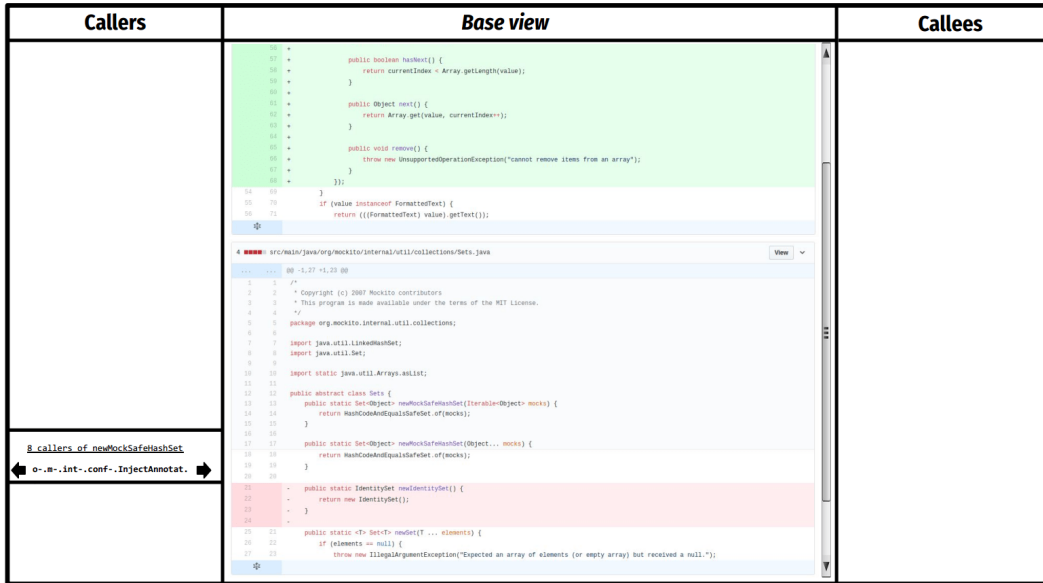 Callers
Base view
Callees
56 +
57 + public boolean hasNext() {
58 + return currentIndex < Array.getLength(value);
59 + }
60 +
61 + public Object next() {
62 + return Array.get(value, currentIndex++);
63 + }
64 +
65 + public void remove() {
66 + throw new UnsupportedOperationException("cannot remove items from an array");
67 + }
68 + });
54 69 }
55 70 if (value instanceof FormattedText) {
56 71 return (((FormattedText) value).getText());
4 src/main/java/org/mockito/internal/util/collections/Sets.java View
... ... @@ -1,27 +1,23 @@
1 1 /*
2 2 * Copyright (c) 2007 Mockito contributors
3 3 * This program is made available under the terms of the MIT License.
4 4 */
5 5 package org.mockito.internal.util.collections;
6 6
7 7 import java.util.LinkedHashSet;
8 8 import java.util.Set;
9 9
10 10 import static java.util.Arrays.asList;
11 11
12 12 public abstract class Sets {
13 13 public static Set<Object> newMockSafeHashSet(Iterable<Object> mocks) {
14 14 return HashCodeAndEqualsSafeSet.of(mocks);
15 15 }
16 16
17 17 public static Set<Object> newMockSafeHashSet(Object... mocks) {
18 18 return HashCodeAndEqualsSafeSet.of(mocks);
19 19 }
20 20
21 - public static IdentitySet newIdentitySet() {
22 - return new IdentitySet();
23 - }
24 -
25 21 public static <T> Set<T> newSet(T ... elements) {
26 22 if (elements == null) {
27 23 throw new IllegalArgumentException("Expected an array of elements (or empty array) but received a null.");
8 callers of newMockSafeHashSet
o-.m-.int-.conf-.InjectAnnotat.